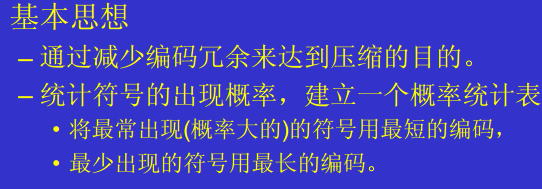 基本思想
– 通过减少编码冗余来达到压缩的目的。
– 统计符号的出现概率，建立一个概率统计表
• 将最常出现(概率大的)的符号用最短的编码，
• 最少出现的符号用最长的编码。